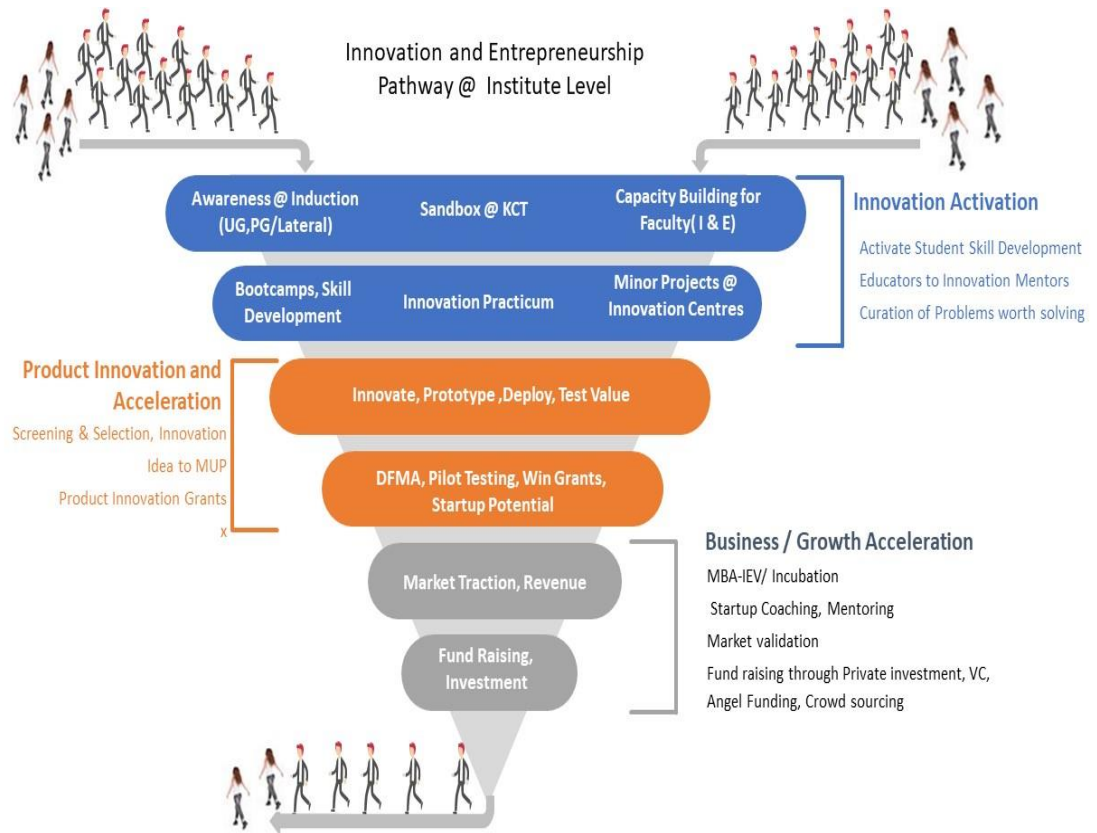 Innovation and Entrepreneurship
Pathway @ Institute Level
Awareness @ Induction
(UG,PG/Lateral)
Sandbox @ KCT
Capacity Building for
Faculty( I & E)
Innovation Activation
Activate Student Skill Development
Educators to Innovation Mentors
Curation of Problems worth solving
Bootcamps, Skill
Development
Innovation Practicum
Minor Projects @
Innovation Centres
Product Innovation and
Acceleration
Screening & Selection, Innovation
Idea to MUP
Product Innovation Grants
x
Innovate, Prototype ,Deploy, Test Value
DFMA, Pilot Testing, Win Grants,
Startup Potential
Business / Growth Acceleration
MBA-IEV/ Incubation
Startup Coaching, Mentoring
Market validation
Fund raising through Private investment, VC,
Angel Funding, Crowd sourcing
Market Traction, Revenue
Fund Raising,
Investment